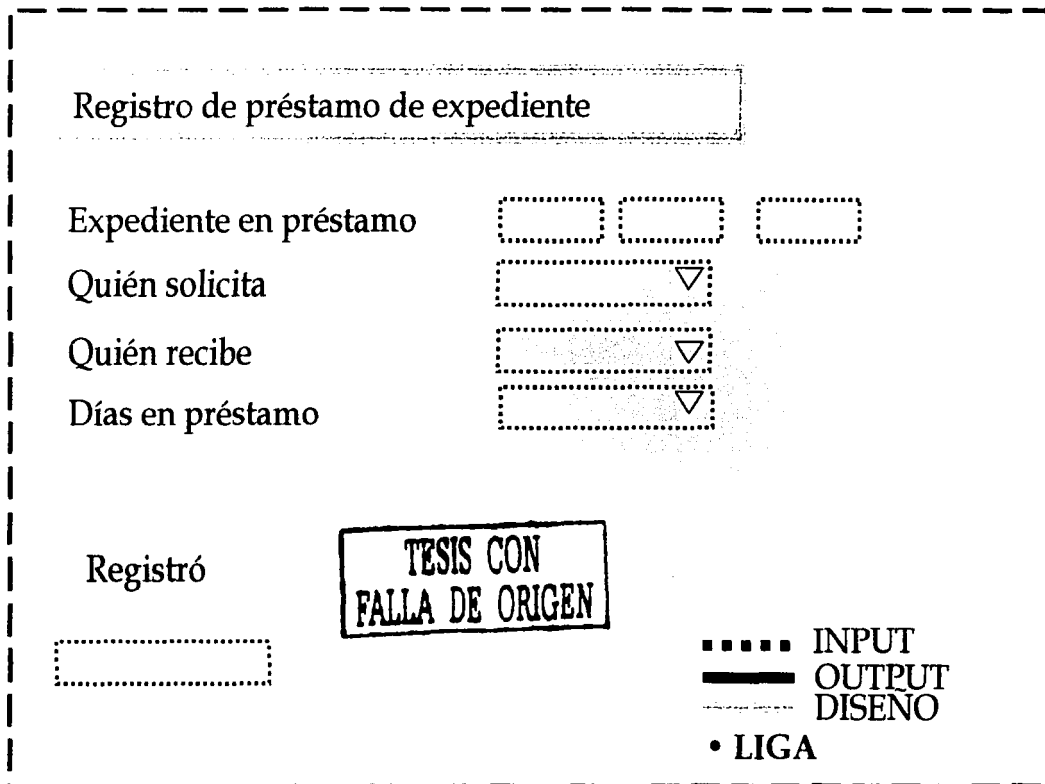 Registro de préstamo de expediente
Expediente en préstamo
Quién solicita
Quién recibe
Días en préstamo
Registró
TESIS CON
FALLA DE ORIGEN
INPUT
OUTPUT
DISEÑO
• LIGA